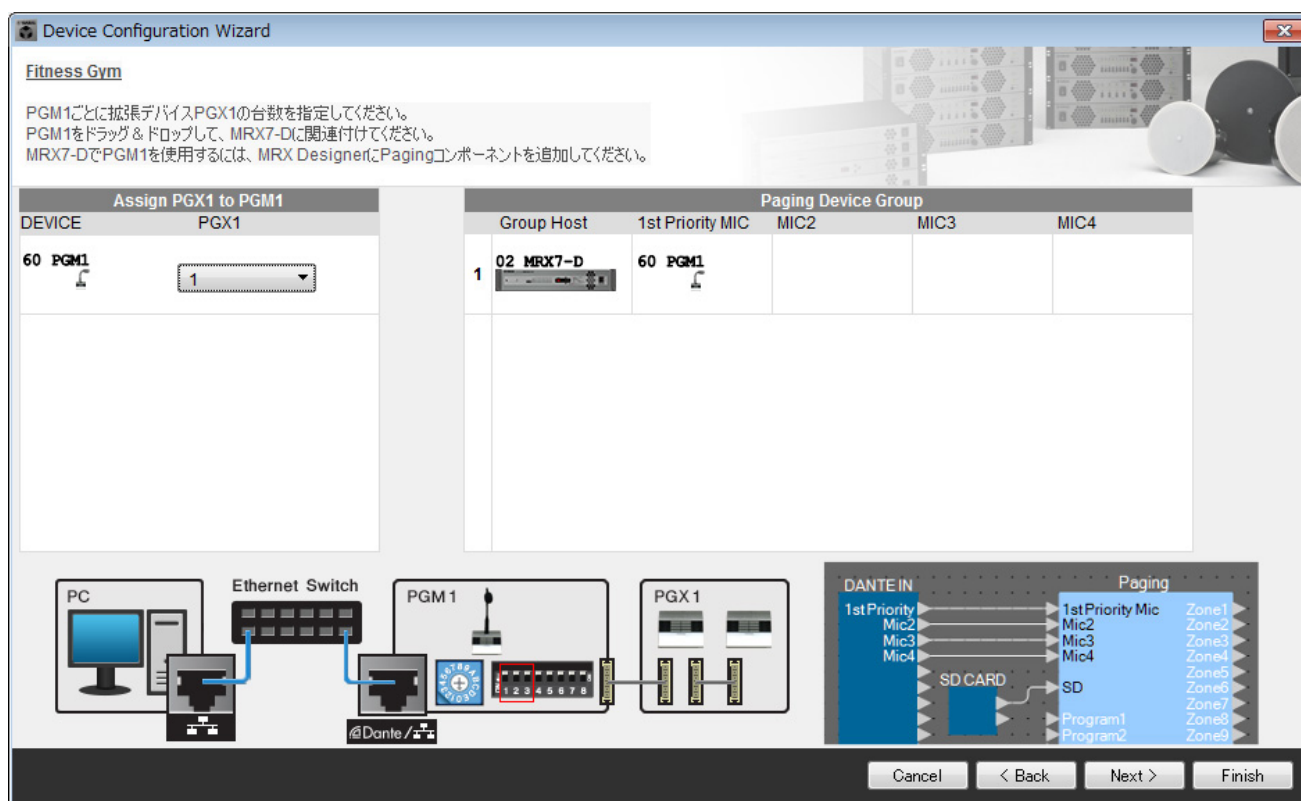 Device Configuration Wizard
Fitness Gym
PGM1ごとに拡張デバイスPGX1の台数を指定してください。
PGM1をドラッグ＆ドロップして、MRX7-Dに関連付けてください。
MRX7-DでPGM1を使用するには、MRX DesignerにPagingコンポーネントを追加してください。
Assign PGX1 to PGM1
DEVICE PGX1
60 PGM1
1
Paging Device Group
Group Host 1st Priority MIC MIC2 MIC3 MIC4
1 02 MRX7-D 60 PGM1
PC
Ethernet Switch
PGM1
PGX1
1 2 3 4 5 6 7 8
Dante/
DANTE IN
1st Priority
Mic2
Mic3
Mic4
SD CARD
Paging
1st Priority Mic Zone1
Mic2 Zone2
Mic3 Zone3
Mic4 Zone4
Zone5
SD Zone6
Zone7
Program1 Zone8
Program2 Zone9
Cancel < Back Next > Finish